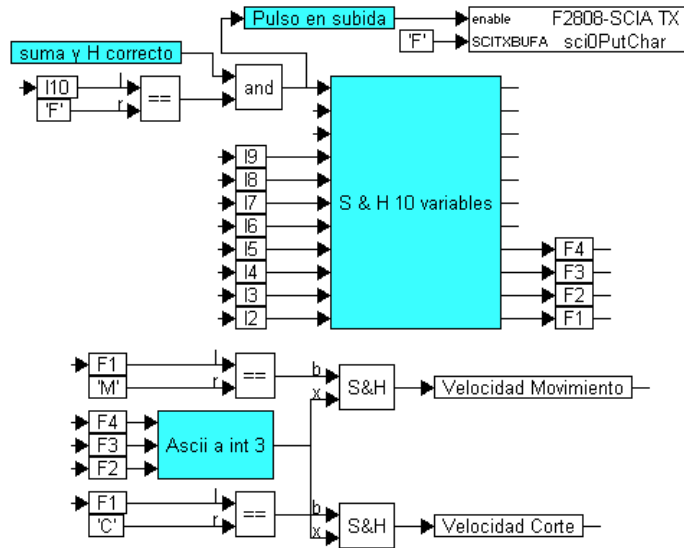 Pulso en subida
enable F2808-SCIA TX
'F' SCITXBUFA sci0PutChar
suma y H correcto
I10 l
'F' r ==
and
I9
I8
I7
I6
I5
I4
I3
I2
S & H 10 variables
F4
F3
F2
F1
F1 l
'M' r ==
b
x
S&H
Velocidad Movimiento
F4
F3
F2
Ascii a int 3
F1 l
'C' r ==
b
x
S&H
Velocidad Corte